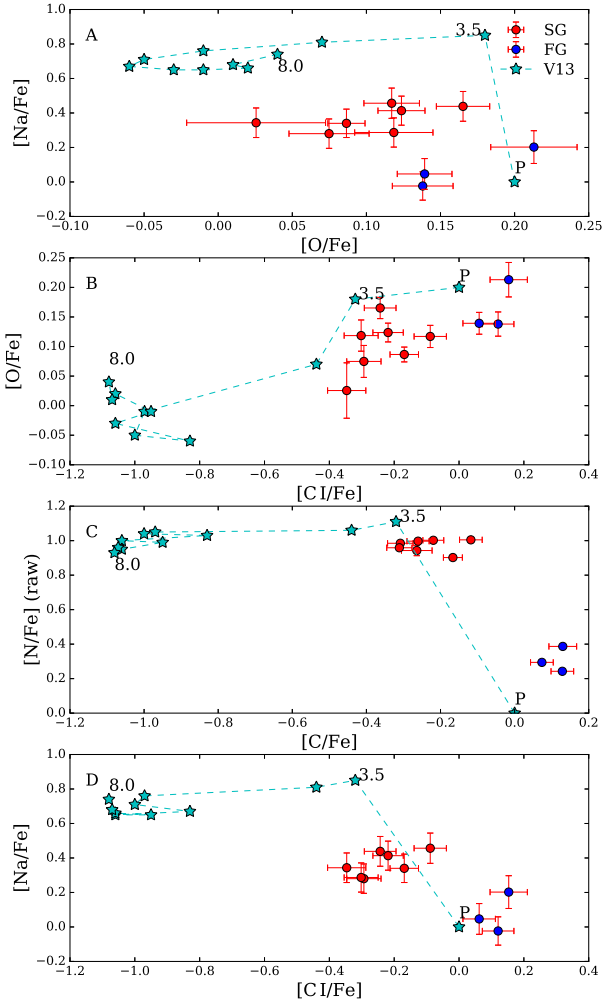 A
3.5
SG
FG
V13
8.0
P
0.8
0.6
0.4
0.2
0.0
−0.2
[Na/Fe]
−0.10 −0.05 0.00 0.05 0.10 0.15 0.20 0.25
[O/Fe]
B
P
3.5
8.0
0.25
0.20
0.15
0.10
0.05
0.00
−0.05
−0.10
[O/Fe]
−1.2 −1.0 −0.8 −0.6 −0.4 −0.2 0.0 0.2 0.4
[C I/Fe]
C
3.5
8.0
P
1.2
1.0
0.8
0.6
0.4
0.2
0.0
[N/Fe] (raw)
−1.2 −1.0 −0.8 −0.6 −0.4 −0.2 0.0 0.2
[C/Fe]
D
8.0
3.5
P
1.0
0.8
0.6
0.4
0.2
0.0
−0.2
[Na/Fe]
−1.2 −1.0 −0.8 −0.6 −0.4 −0.2 0.0 0.2 0.4
[C I/Fe]